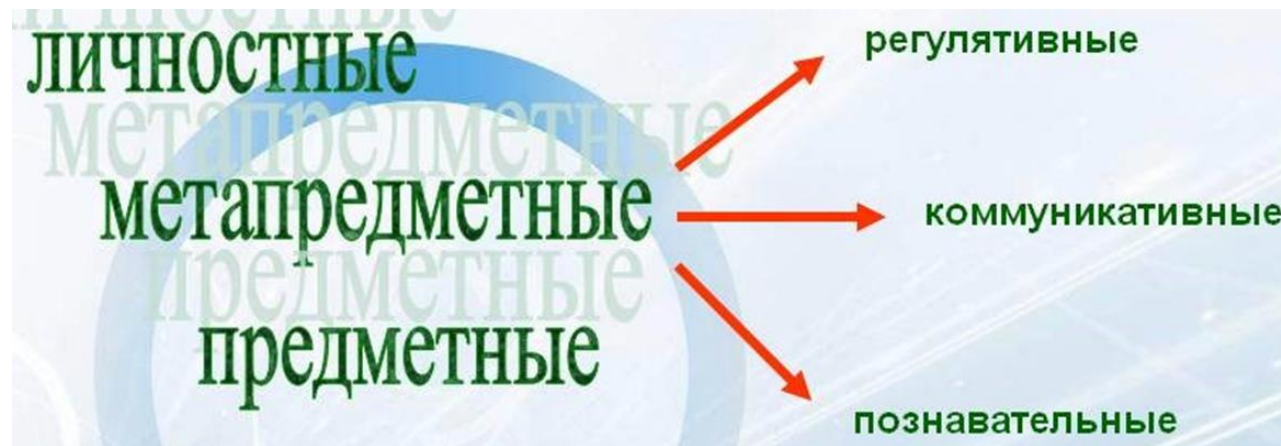 личностные
метапредметные
предметные
регулятивные
коммуникативные
познавательные